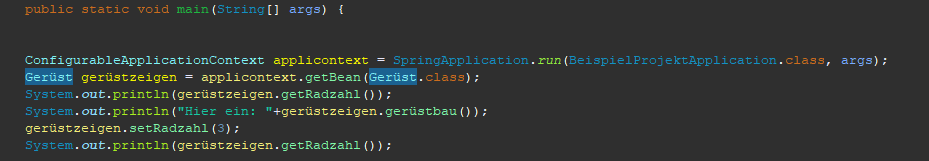 public static void main(String[] args) {
ConfigurableApplicationContext applicontext = SpringApplication.run(BeispielProjektApplication.class, args);
Gerüst gerüstzeigen = applicontext.getBean(Gerüst.class);
System.out.println(gerüstzeigen.getRadzahl());
System.out.println("Hier ein: "+gerüstzeigen.gerüstbau());
gerüstzeigen.setRadzahl(3);
System.out.println(gerüstzeigen.getRadzahl());